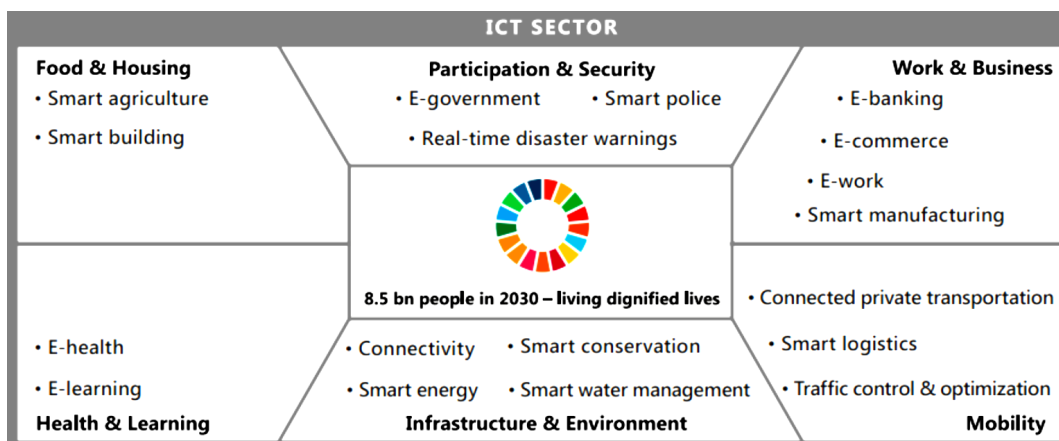 ICT SECTOR
Food & Housing
• Smart agriculture
• Smart building
Participation & Security
• E-government • Smart police
• Real-time disaster warnings
Work & Business
• E-banking
• E-commerce
• E-work
• Smart manufacturing
8.5 bn people in 2030 – living dignified lives
• E-health
• E-learning
Health & Learning
• Connectivity • Smart conservation
• Smart energy • Smart water management
Infrastructure & Environment
• Connected private transportation
• Smart logistics
• Traffic control & optimization
Mobility